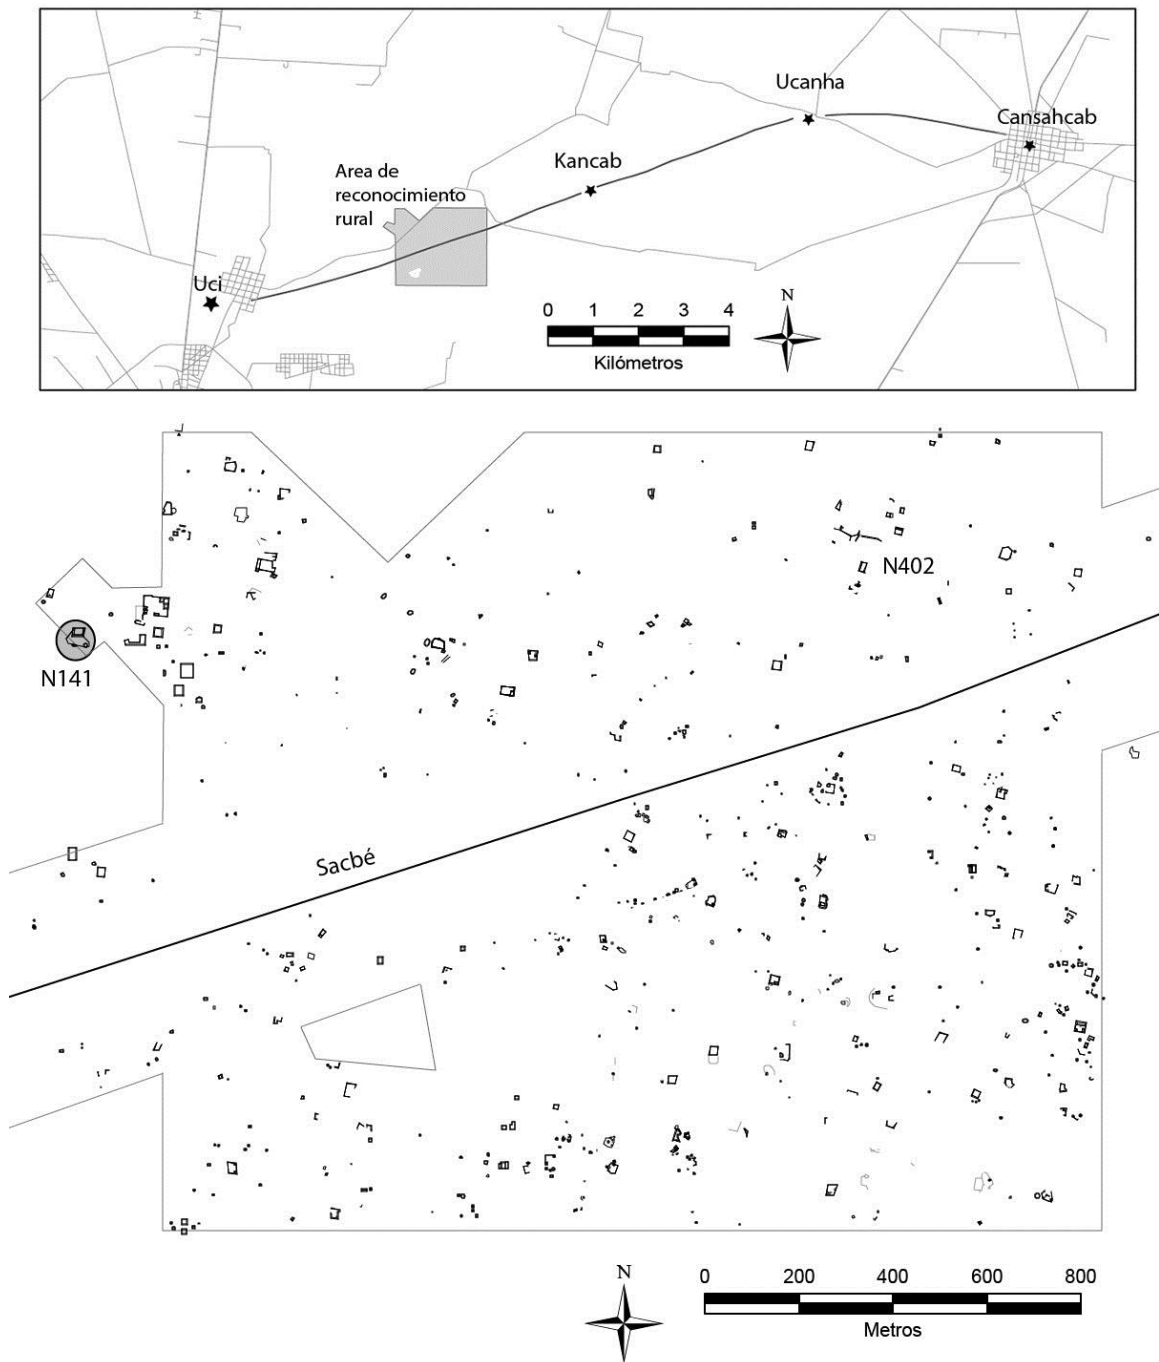 Ucanha
Cansahcab
Kancab
Area de
reconocimiento
rural
Uci
N
0 1 2 3 4
Kilómetros
N402
N141
Sacbé
N
0 200 400 600 800
Metros